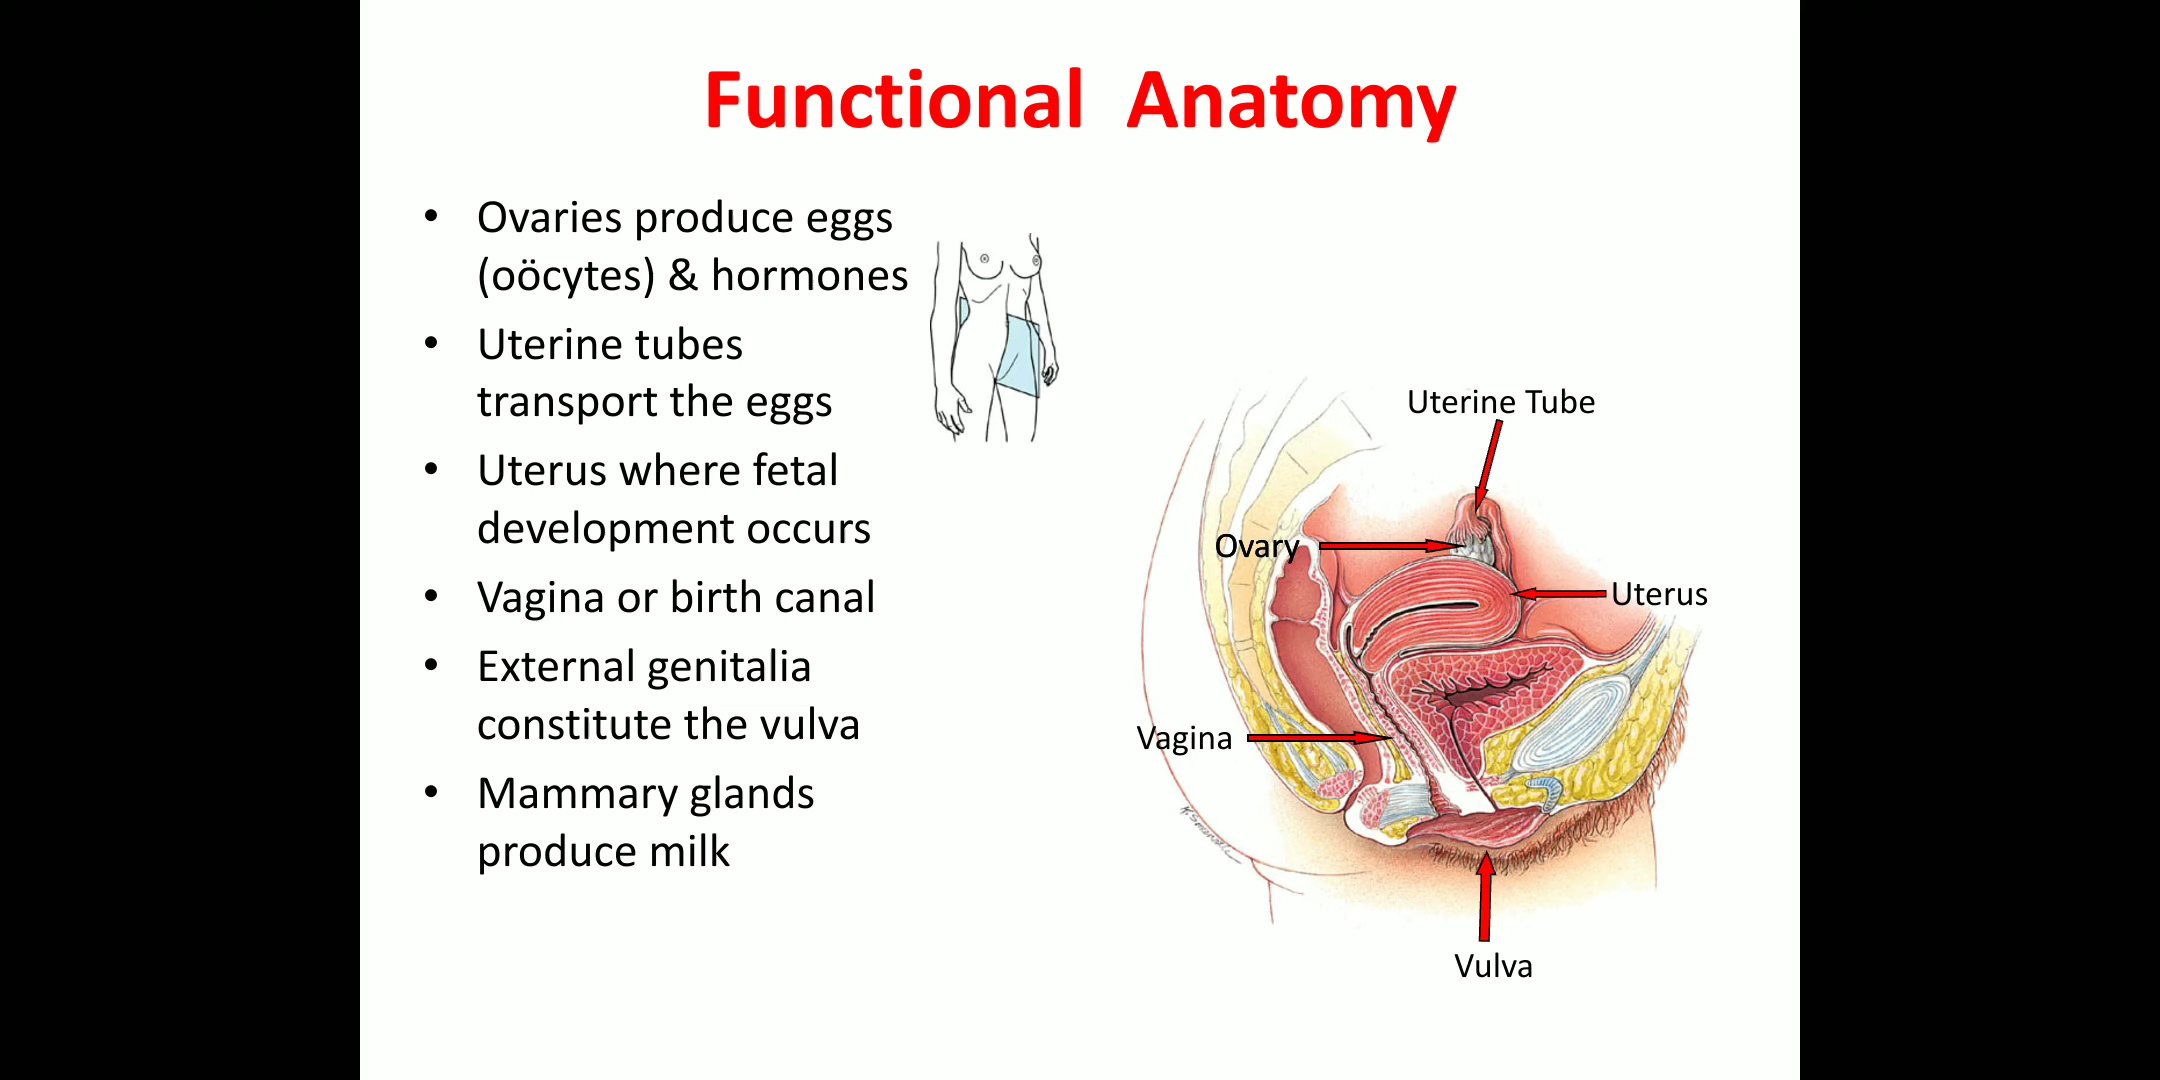 Functional Anatomy
• Ovaries produce eggs
(oöcytes) & hormones
• Uterine tubes
transport the eggs
• Uterus where fetal
development occurs
• Vagina or birth canal
• External genitalia
constitute the vulva
• Mammary glands
produce milk
Uterine Tube
Ovary
Uterus
Vagina
Vulva